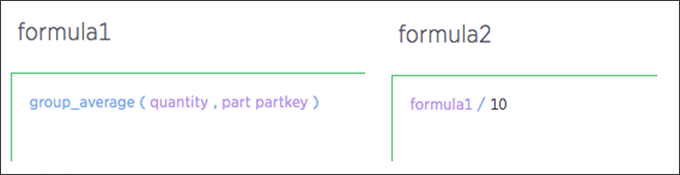 formula1
group_average ( quantity , part partkey )
formula2
formula1 / 10